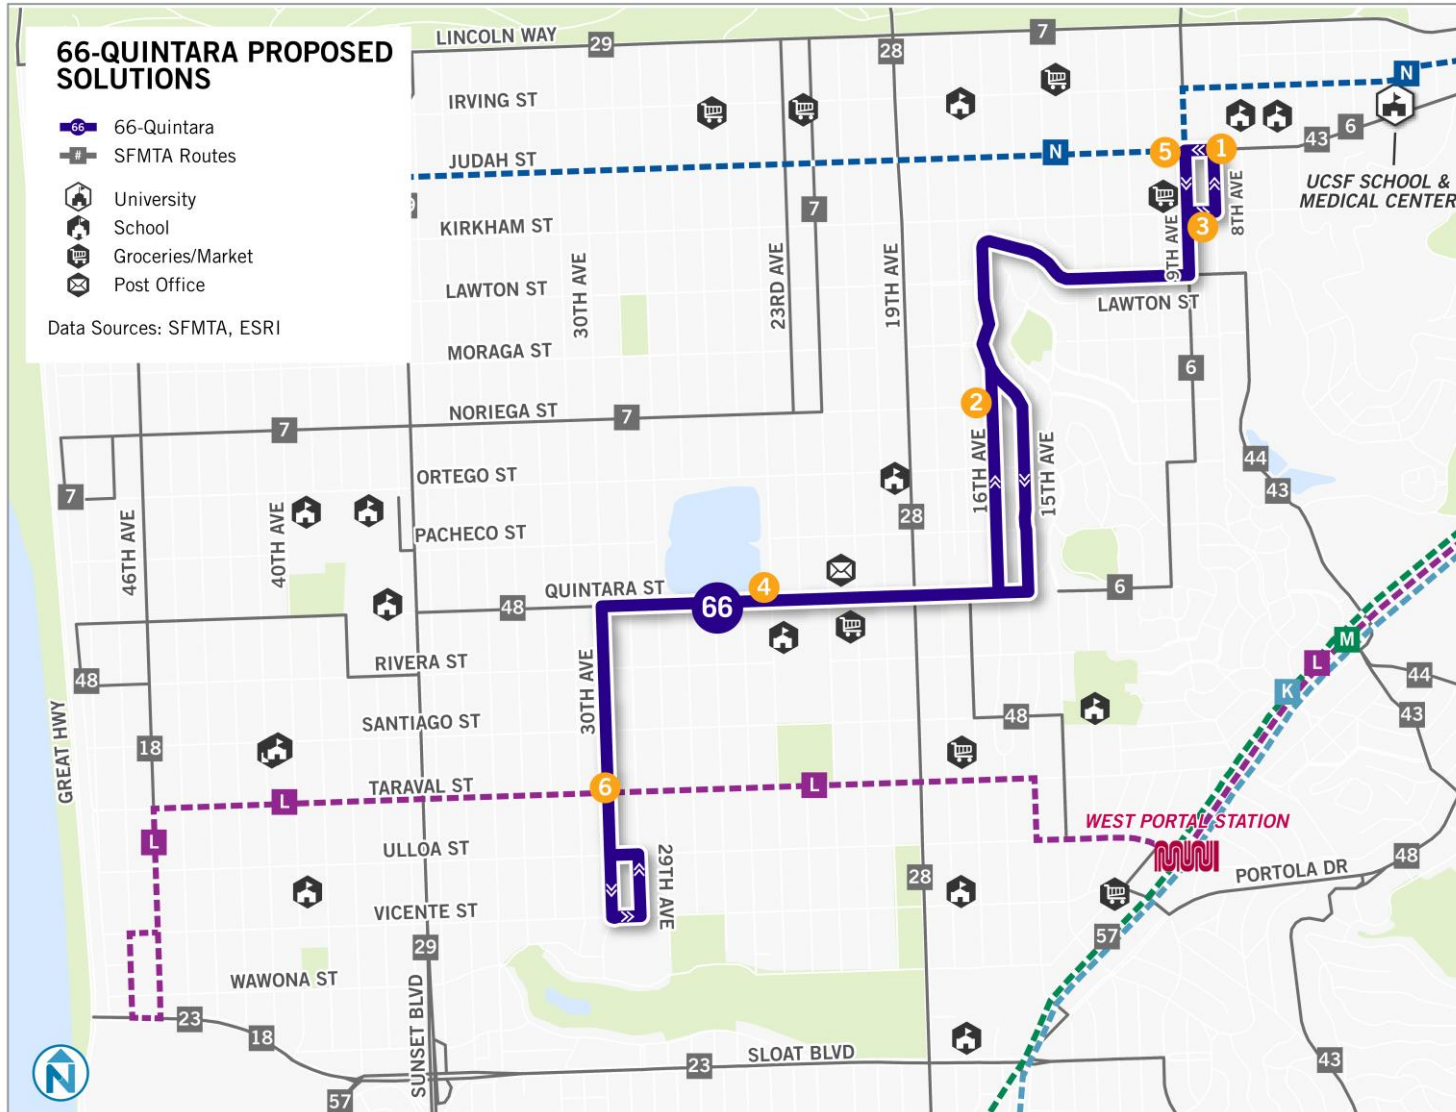 66-QUINTARA PROPOSED
SOLUTIONS
66
66-Quintara
#
SFMTA Routes
University
School
Groceries/Market
Post Office
Data Sources: SFMTA, ESRI
LINCOLN WAY
29
28
7
IRVING ST
N
JUDAH ST
N
5
1
43
6
UCSF SCHOOL &
MEDICAL CENTER
7
KIRKHAM ST
3
8TH AVE
9TH AVE
30TH AVE
23RD AVE
19TH AVE
LAWTON ST
LAWTON ST
MORAGA ST
6
2
NORIEGA ST
7
7
16TH AVE
15TH AVE
44
43
ORTEGO ST
7
28
46TH AVE
40TH AVE
PACHECO ST
QUINTARA ST
4
6
48
66
M
RIVERA ST
L
48
30TH AVE
K
44
43
SANTIAGO ST
48
GREAT HWY
18
TARAVAL ST
6
L
L
L
WEST PORTAL STATION
ULLOA ST
29TH AVE
28
PORTOLA DR
48
VICENTE ST
57
29
WAWONA ST
23
18
SUNSET BLVD
SLOAT BLVD
23
43
57
N